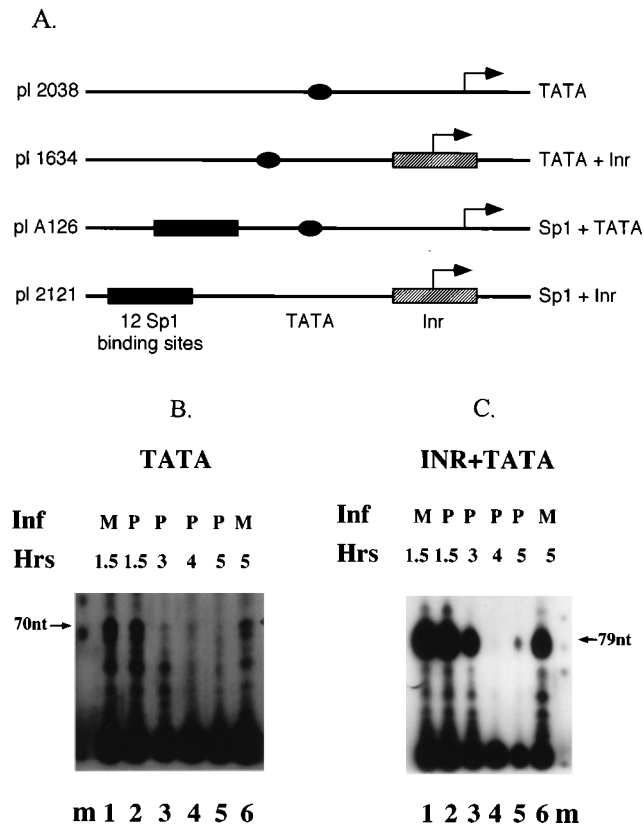 A.
pl 2038 TATA
pl 1634 TATA + Inr
pl A126 Sp1 + TATA
pl 2121 Sp1 + Inr
12 Sp1 TATA Inr
binding sites
B.
TATA
Inf M P P P P M
Hrs 1.5 1.5 3 4 5 5
70nt
m 1 2 3 4 5 6
C.
INR+TATA
Inf M P P P P M
Hrs 1.5 1.5 3 4 5 5
79nt
1 2 3 4 5 6 m